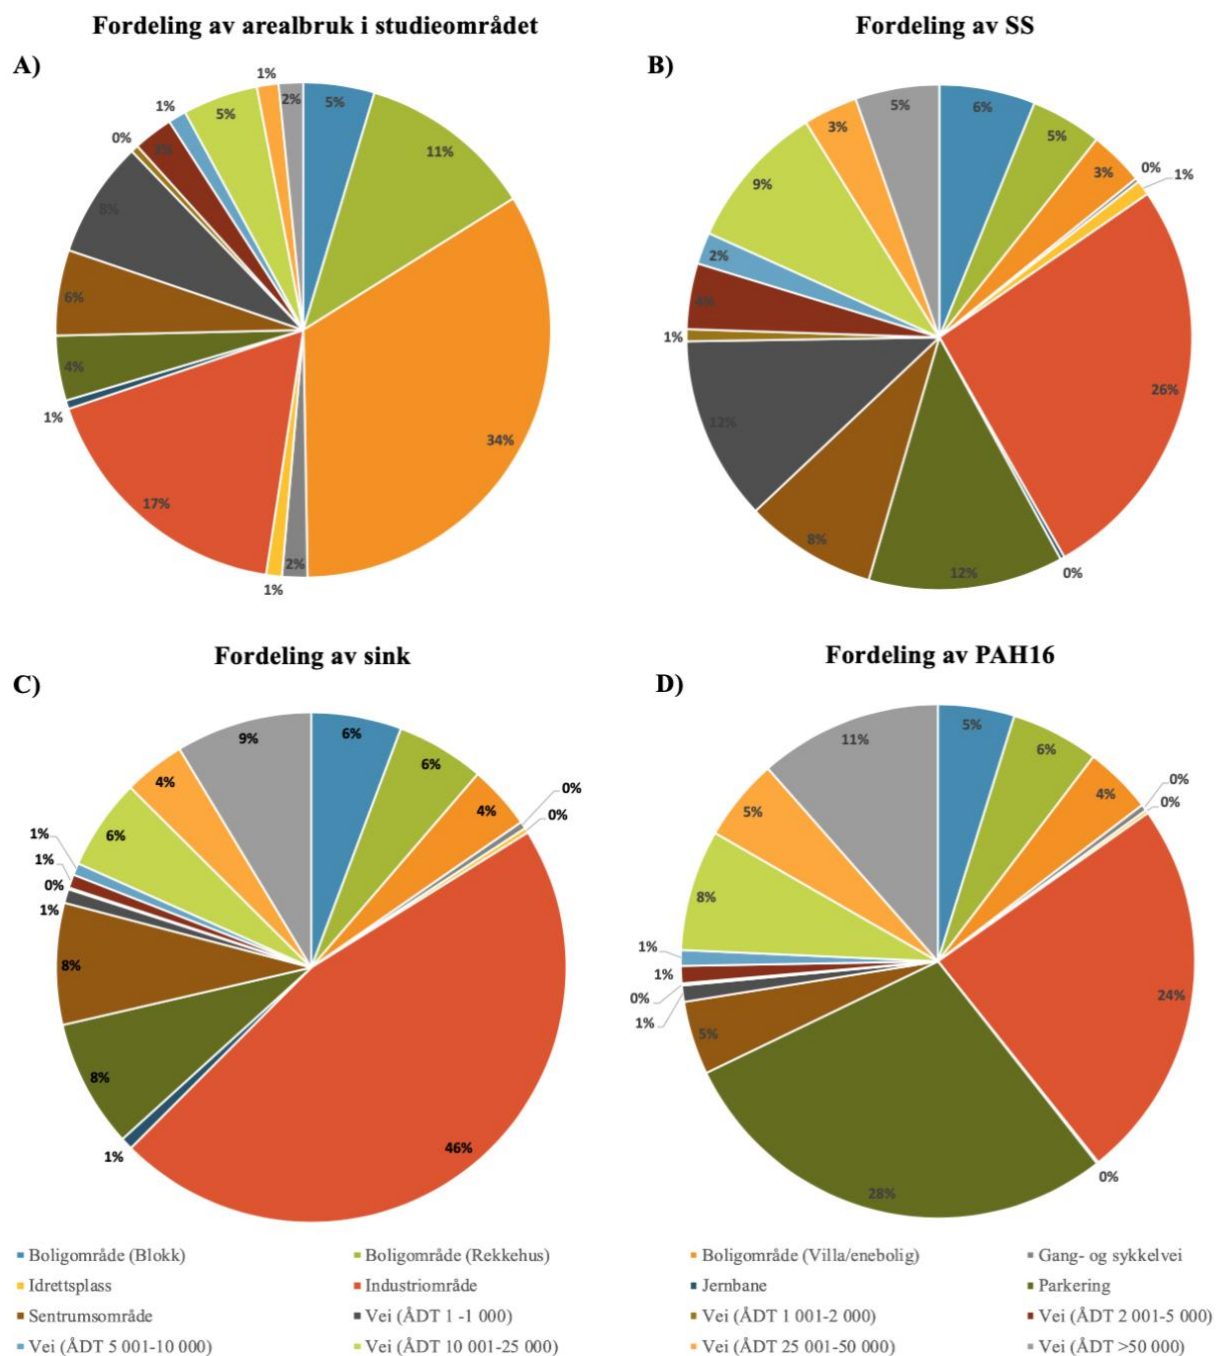 Fordeling av arealbruk i studieområdet
A)
5%
11%
34%
2%
1%
17%
1%
4%
6%
8%
0%
3%
1%
5%
1%
2%
Fordeling av SS
B)
6%
5%
3%
0%
1%
26%
0%
12%
8%
12%
1%
4%
2%
9%
3%
5%
Fordeling av sink
C)
6%
6%
4%
0%
0%
46%
1%
8%
8%
1%
0%
1%
1%
6%
4%
9%
Fordeling av PAH16
D)
5%
6%
4%
0%
0%
24%
0%
28%
5%
1%
0%
1%
1%
8%
5%
11%
Boligområde (Blokk)
Boligområde (Rekkehus)
Boligområde (Villa/enebolig)
Gang- og sykkelvei
Idrettsplass
Industriområde
Jernbane
Parkering
Sentrumsområde
Vei (ÅDT 1 -1 000)
Vei (ÅDT 1 001-2 000)
Vei (ÅDT 2 001-5 000)
Vei (ÅDT 5 001-10 000)
Vei (ÅDT 10 001-25 000)
Vei (ÅDT 25 001-50 000)
Vei (ÅDT >50 000)